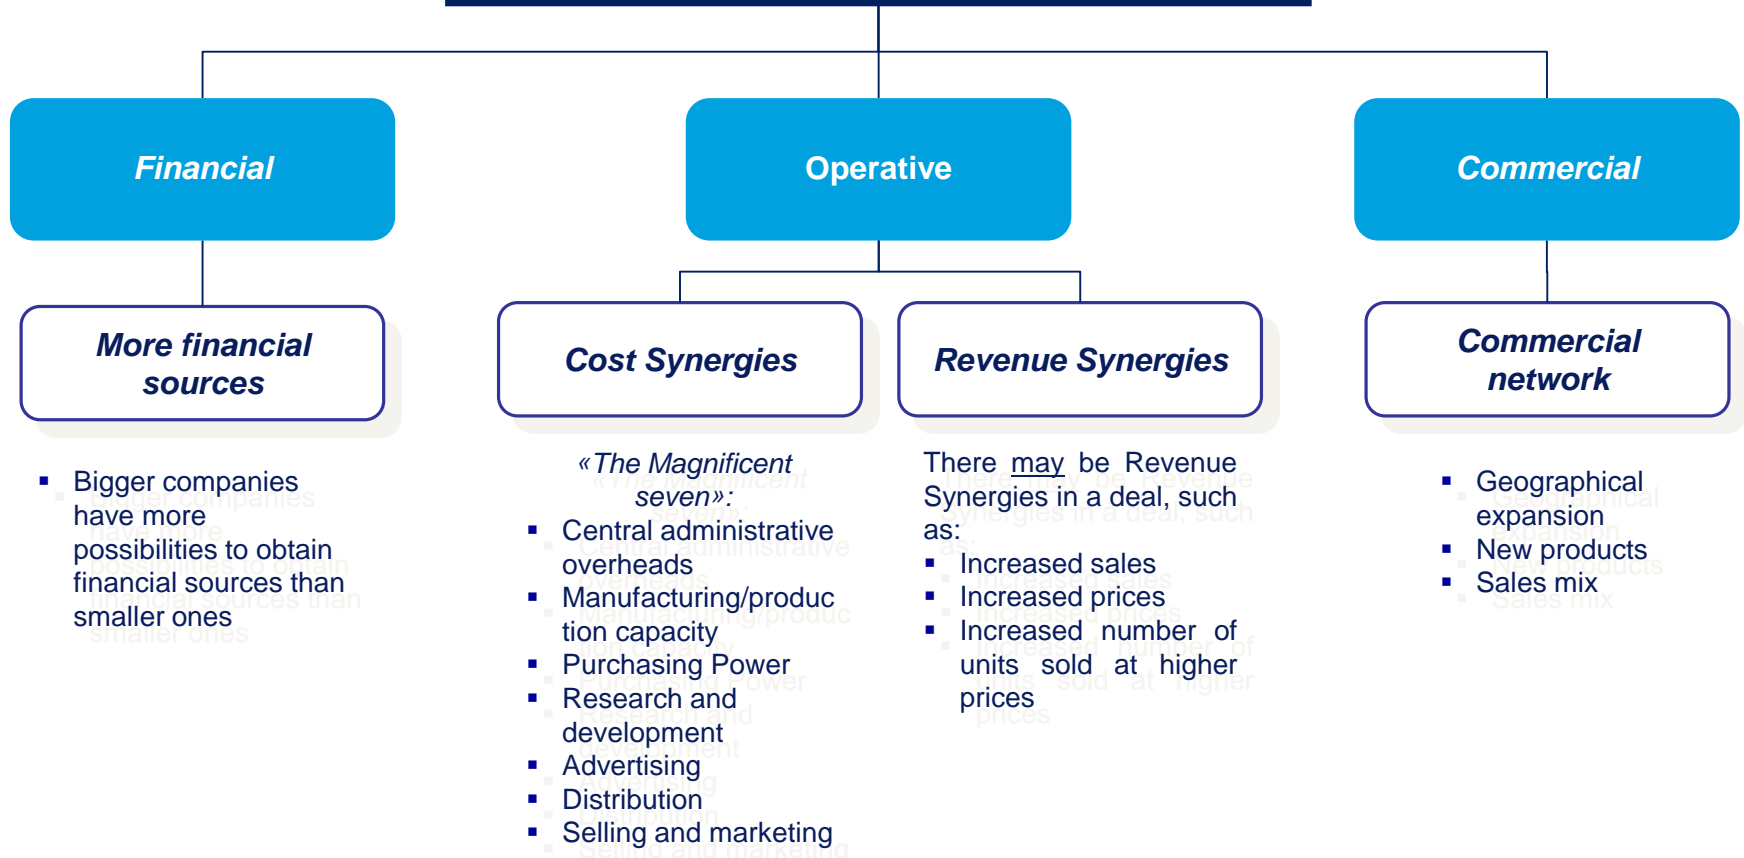 Financial
Operative
Commercial
More financial
sources
Cost Synergies
Revenue Synergies
Commercial
network
▪ Bigger companies
have more
possibilities to obtain
financial sources than
smaller ones
«The Magnificent
seven»:
▪ Central administrative
overheads
▪ Manufacturing/produc
tion capacity
▪ Purchasing Power
▪ Research and
development
▪ Advertising
▪ Distribution
▪ Selling and marketing
There may be Revenue
Synergies in a deal, such
as:
▪ Increased sales
▪ Increased prices
▪ Increased number of
units sold at higher
prices
▪ Geographical
expansion
▪ New products
▪ Sales mix